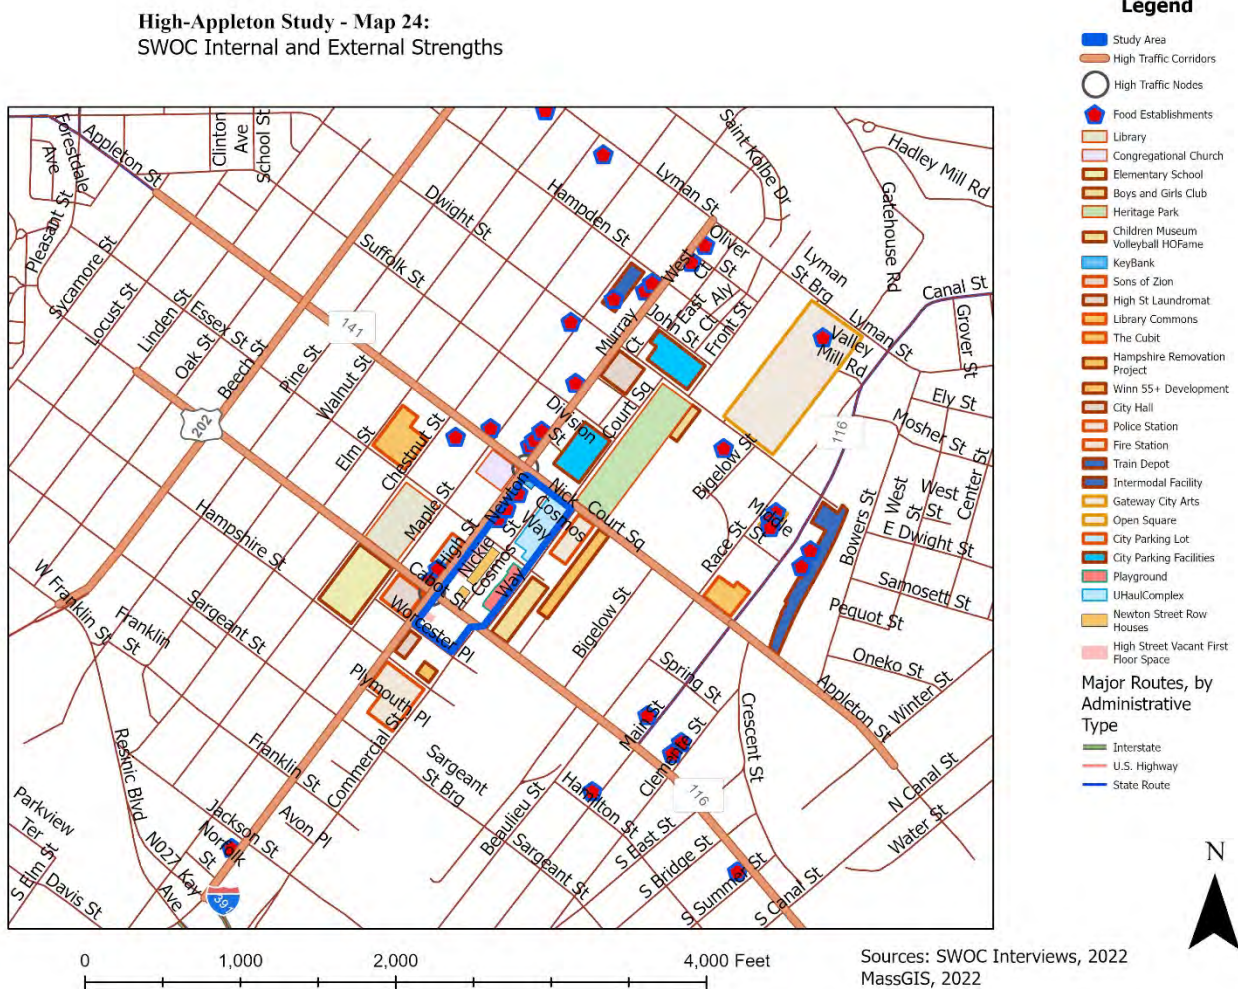 High-Appleton Study - Map 24:
SWOC Internal and External Strengths
Legend
Study Area
High Traffic Corridors
High Traffic Nodes
Food Establishments
Library
Congregational Church
Elementary School
Boys and Girls Club
Heritage Park
Children Museum
Volleyball HOFame
KeyBank
Sons of Zion
High St Laundromat
Library Commons
The Cubit
Hampshire Removation
Project
Winn 55+ Development
City Hall
Police Station
Fire Station
Train Depot
Intermodal Facility
Gateway City Arts
Open Square
City Parking Lot
City Parking Facilities
Playground
UHaulComplex
Newton Street Row
Houses
High Street Vacant First
Floor Space
Major Routes, by
Administrative
Type
Interstate
U.S. Highway
State Route
Forestdale
Ave
Appleton St
Clinton
Ave
School St
Pleasant St
Sycamore St
Locust St
Linden St
Essex St
Oak St
Beech St
Pine St
Walnut St
Elm St
Chestnut St
Maple St
High St
Dwight St
Suffolk St
Hampden St
Lyman St
Saint Kolbe Dr
Hadley Mill Rd
Gatehouse Rd
Canal St
Grover St
Oliver
St
West
Ct
Aly
East
Ct
John St
Front St
Murray
Ct
Lyman
St Brg
Lyman St
Valley
Mill Rd
Ely St
Mosher St
Center St
West
St
West
St
E Dwight St
Bowers St
Samosett St
Pequot St
Oneko St
Winter St
Division
St
Court Sq
Nick
Cosmos
Way
Court Sq
Newton
St
Nickie
Cosmos
Way
Cabot St
Worcester Pl
Plymouth Pl
Commercial St
Bigelow St
Middle
St
Race St
Bigelow St
Spring St
Main St
Clemente St
Crescent St
Appleton St
N Canal St
Water St
Hamilton St
S East St
S Bridge St
S Summer St
S Canal St
Sargeant St
Beaulieu St
Sargeant
St Brg
Hampshire St
W Franklin St
Franklin
St
Sargeant St
Resnic Blvd
Franklin St
Jackson St
Avon Pl
Norfolk
St
N027
Kay
Ave
Parkview
Ter
S Elm St
Davis St
141
202
116
116
391
N
0
1,000
2,000
4,000 Feet
Sources: SWOC Interviews, 2022
MassGIS, 2022